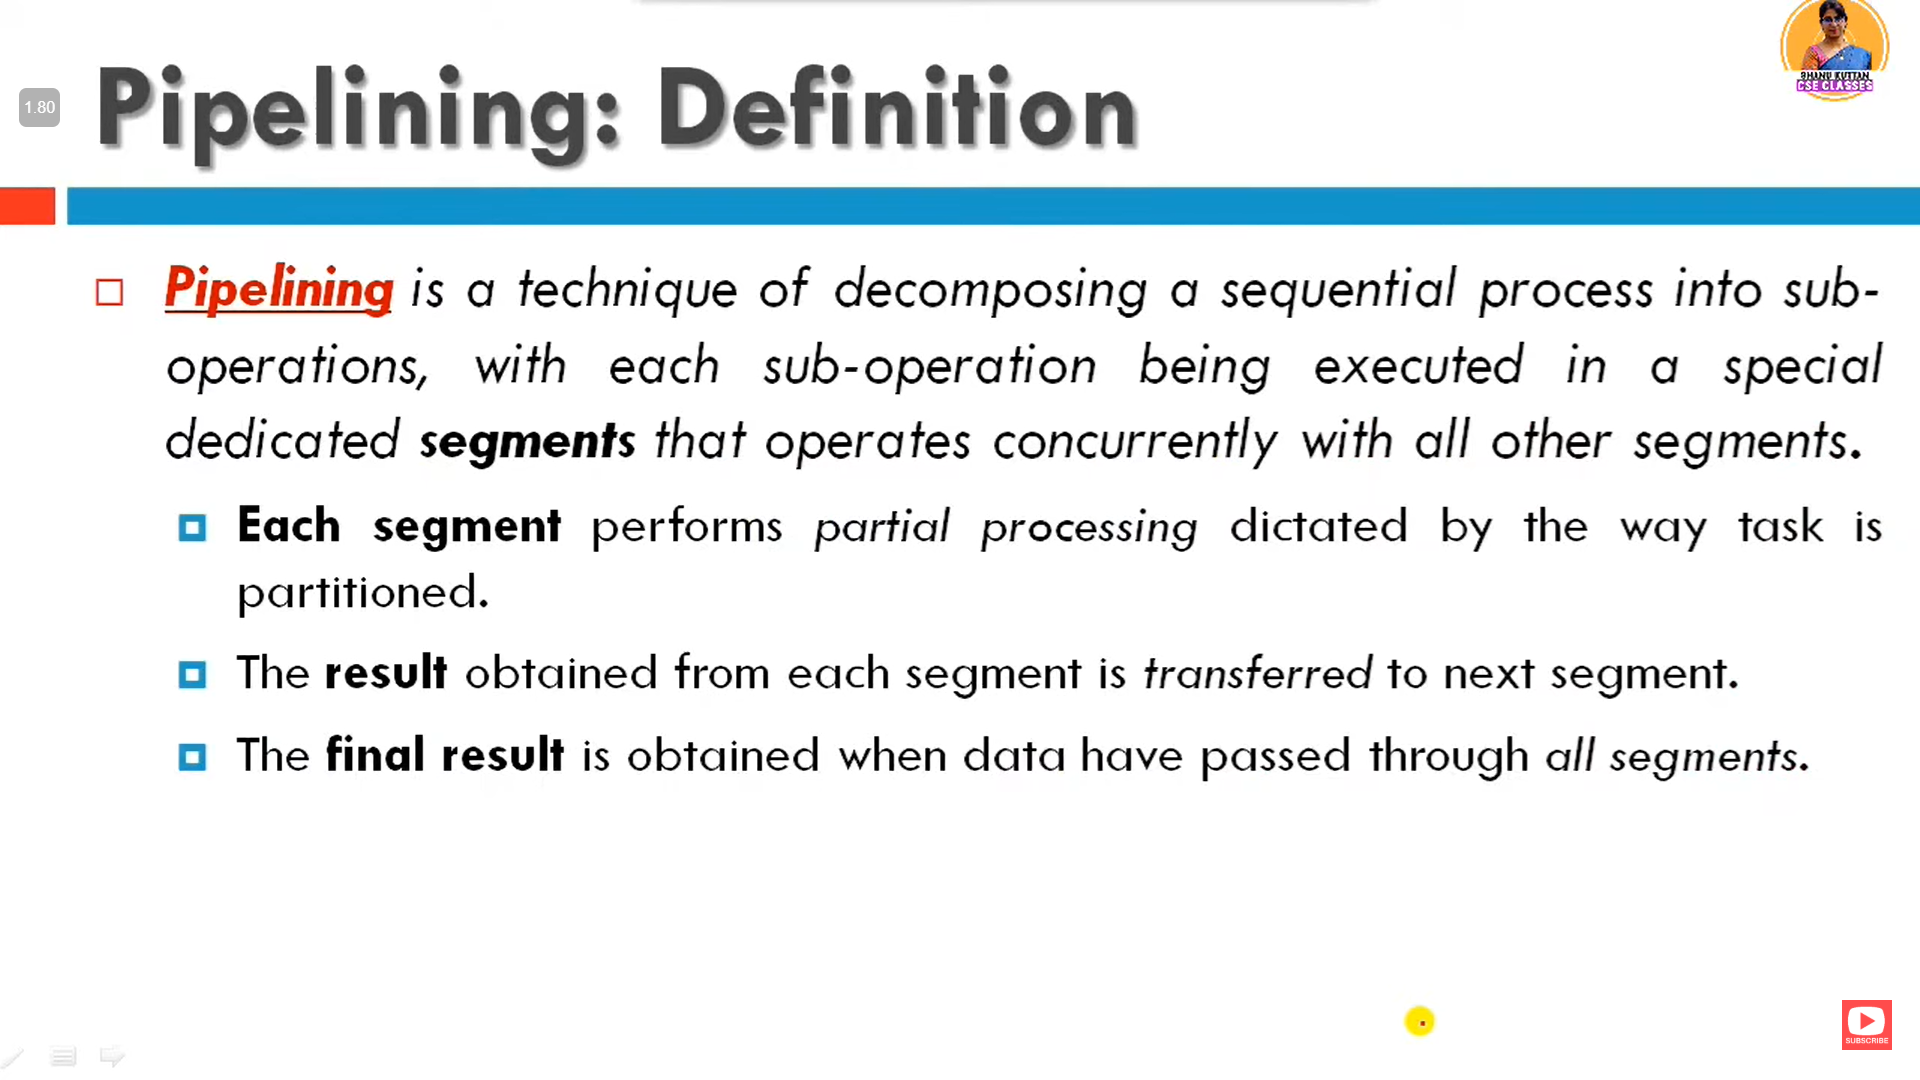 1.80
Pipelining: Definition
BHANU KUTTAN
CSE CLASSES
Pipelining is a technique of decomposing a sequential process into sub-
operations, with each sub-operation being executed in a special
dedicated segments that operates concurrently with all other segments.
Each segment performs partial processing dictated by the way task is
partitioned.
The result obtained from each segment is transferred to next segment.
The final result is obtained when data have passed through all segments.
SUBSCRIBE